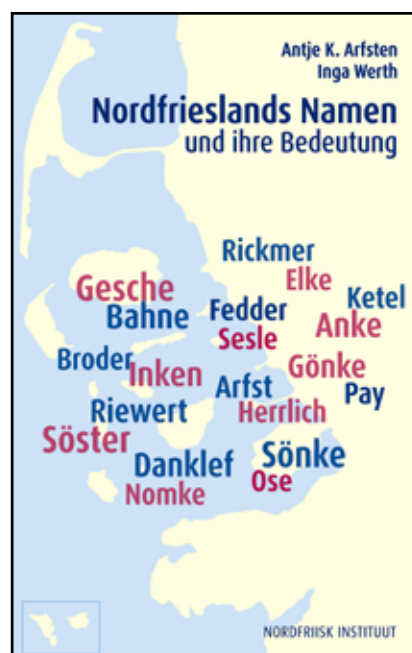 Antje K. Arfsten
Inga Werth
Nordfrieslands Namen
und ihre Bedeutung
Rickmer
Elke
Gesche
Ketel
Bahne
Fedder
Anke
Sesle
Broder
Inken
Gönke
Arfst
Pay
Riewert
Herrlich
Söster
Danklef
Sönke
Nomke
Ose
NORDFRIISK INSTITUUT